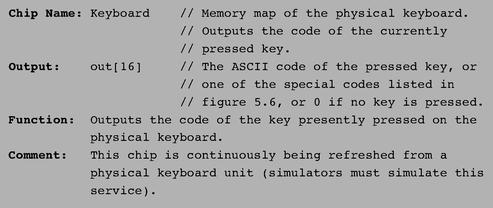 Chip Name: Keyboard // Memory map of the physical keyboard.
// Outputs the code of the currently
// pressed key.
Output: out[16] // The ASCII code of the pressed key, or
// one of the special codes listed in
// figure 5.6, or 0 if no key is pressed.
Function: Outputs the code of the key presently pressed on the
physical keyboard.
Comment: This chip is continuously being refreshed from a
physical keyboard unit (simulators must simulate this
service).